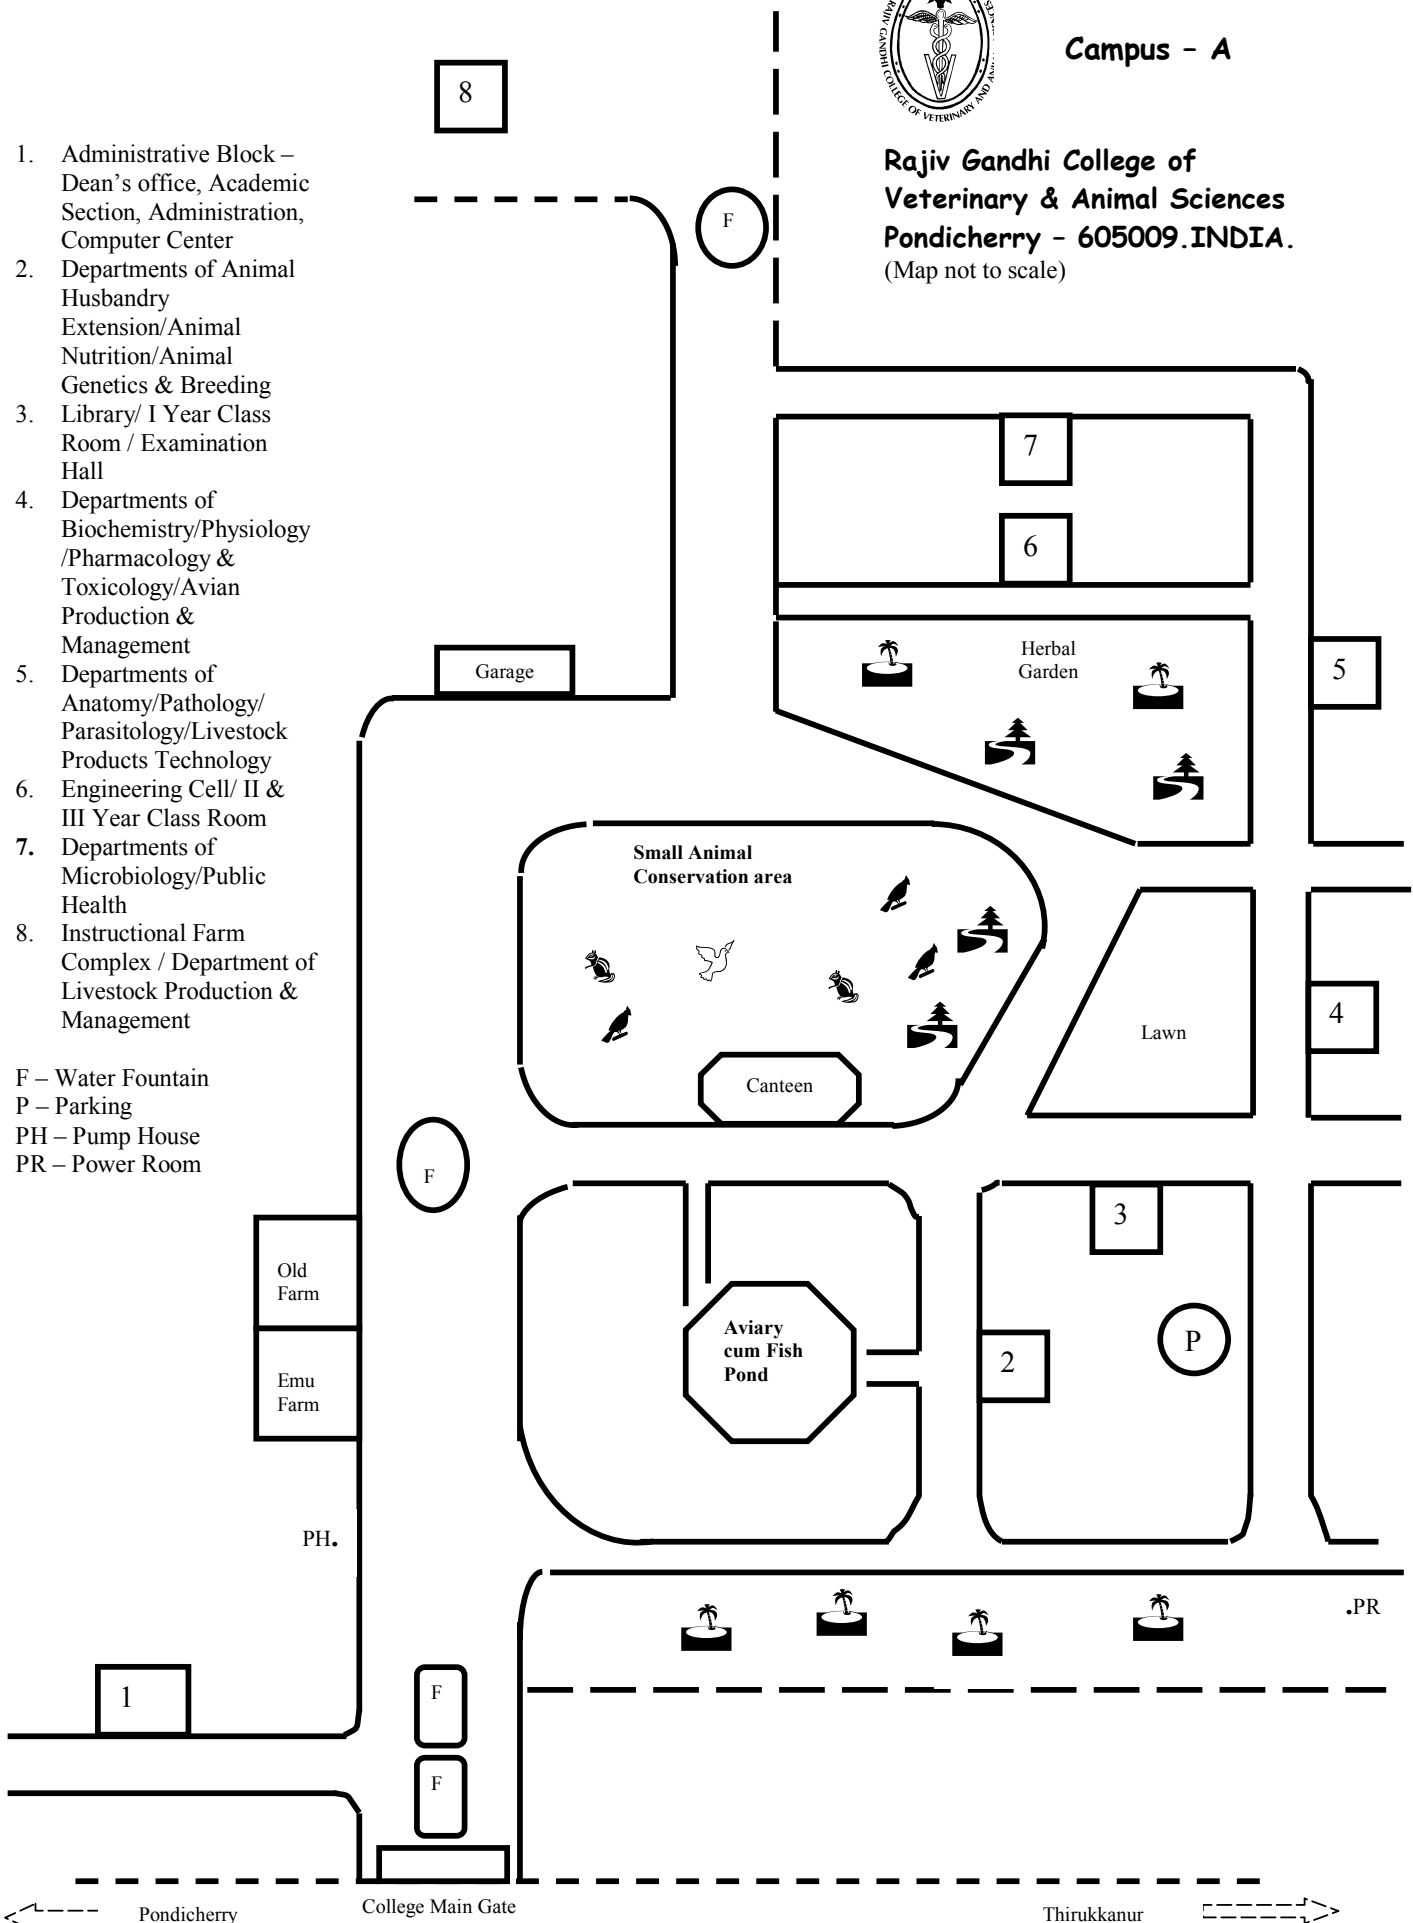 RAJIV GANDHI COLLEGE OF VETERINARY AND
Campus – A
Rajiv Gandhi College of
Veterinary & Animal Sciences
Pondicherry – 605009.INDIA.
(Map not to scale)
1. Administrative Block –
Dean's office, Academic
Section, Administration,
Computer Center
2. Departments of Animal
Husbandry
Extension/Animal
Nutrition/Animal
Genetics & Breeding
3. Library/ I Year Class
Room / Examination
Hall
4. Departments of
Biochemistry/Physiology
/Pharmacology &
Toxicology/Avian
Production &
Management
5. Departments of
Anatomy/Pathology/
Parasitology/Livestock
Products Technology
6. Engineering Cell/ II &
III Year Class Room
7. Departments of
Microbiology/Public
Health
8. Instructional Farm
Complex / Department of
Livestock Production &
Management
F – Water Fountain
P – Parking
PH – Pump House
PR – Power Room
8
F
7
6
Herbal
Garden
5
Garage
Small Animal
Conservation area
4
Lawn
Canteen
F
3
Old
Farm
Aviary
cum Fish
Pond
P
2
Emu
Farm
PH.
.PR
1
F
F
College Main Gate
Pondicherry
Thirukkanur